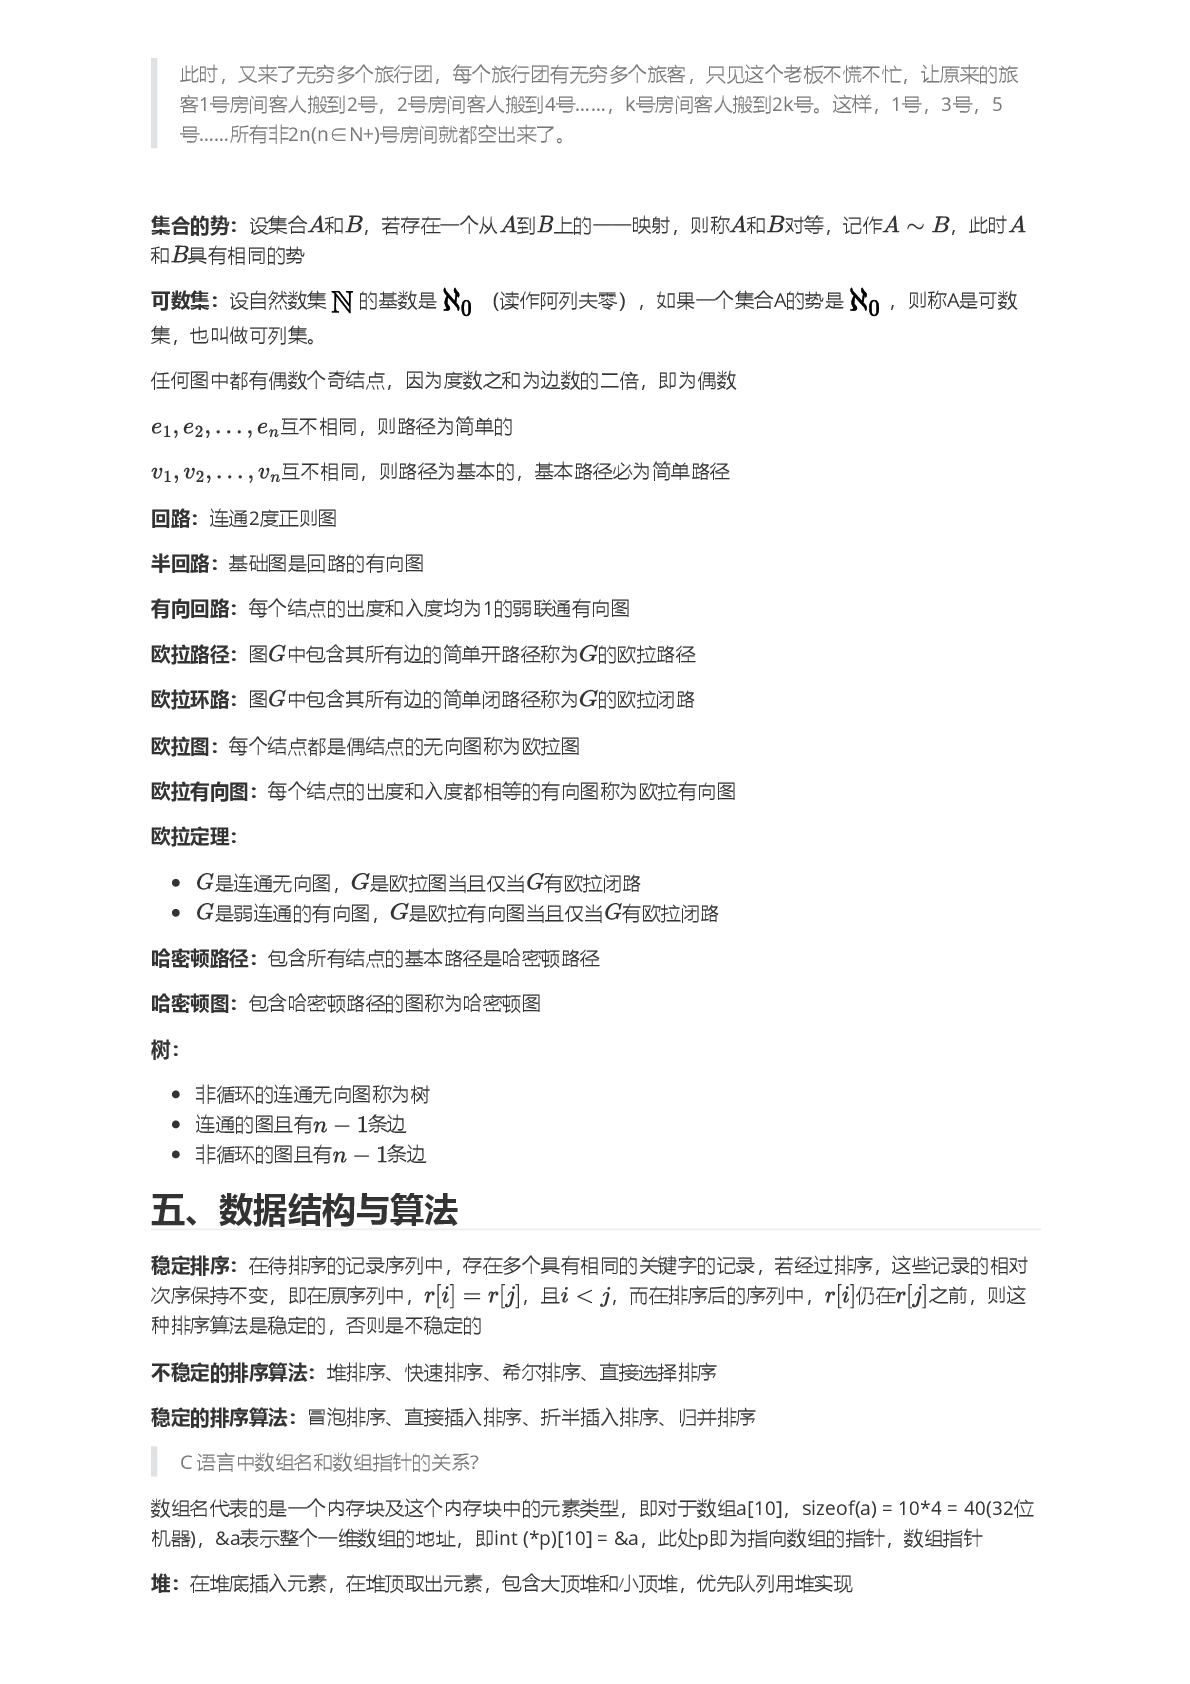 此时，又来了无穷多个旅行团，每个旅行团有无穷多个旅客，只见这个老板不慌不忙，让原来的旅
客1号房间客人搬到2号，2号房间客人搬到4号……，k号房间客人搬到2k号。这样，1号，3号，5
号……所有非2n(n∈N+)号房间就都空出来了。
集合的势：设集合A和B，若存在一个从A到B上的一一映射，则称A和B对等，记作A ∼ B，此时A
和B具有相同的势
可数集：设自然数集 ℕ 的基数是 ℵ₀ （读作阿列夫零），如果一个集合A的势是 ℵ₀ ，则称A是可数
集，也叫做可列集。
任何图中都有偶数个奇结点，因为度数之和为边数的二倍，即为偶数
e₁, e₂, . . . , eₙ互不相同，则路径为简单的
v₁, v₂, . . . , vₙ互不相同，则路径为基本的，基本路径必为简单路径
回路：连通2度正则图
半回路：基础图是回路的有向图
有向回路：每个结点的出度和入度均为1的弱联通有向图
欧拉路径：图G中包含其所有边的简单开路径称为G的欧拉路径
欧拉环路：图G中包含其所有边的简单闭路径称为G的欧拉闭路
欧拉图：每个结点都是偶结点的无向图称为欧拉图
欧拉有向图：每个结点的出度和入度都相等的有向图称为欧拉有向图
欧拉定理：
• G是连通无向图，G是欧拉图当且仅当G有欧拉闭路
• G是弱连通的有向图，G是欧拉有向图当且仅当G有欧拉闭路
哈密顿路径：包含所有结点的基本路径是哈密顿路径
哈密顿图：包含哈密顿路径的图称为哈密顿图
树：
• 非循环的连通无向图称为树
• 连通的图且有n − 1条边
• 非循环的图且有n − 1条边
五、数据结构与算法
稳定排序：在待排序的记录序列中，存在多个具有相同的关键字的记录，若经过排序，这些记录的相对
次序保持不变，即在原序列中，r[i] = r[j]，且i < j，而在排序后的序列中，r[i]仍在r[j]之前，则这
种排序算法是稳定的，否则是不稳定的
不稳定的排序算法：堆排序、快速排序、希尔排序、直接选择排序
稳定的排序算法：冒泡排序、直接插入排序、折半插入排序、归并排序
C 语言中数组名和数组指针的关系?
数组名代表的是一个内存块及这个内存块中的元素类型，即对于数组a[10]，sizeof(a) = 10*4 = 40(32位
机器)，&a表示整个一维数组的地址，即int (*p)[10] = &a，此处p即为指向数组的指针，数组指针
堆：在堆底插入元素，在堆顶取出元素，包含大顶堆和小顶堆，优先队列用堆实现